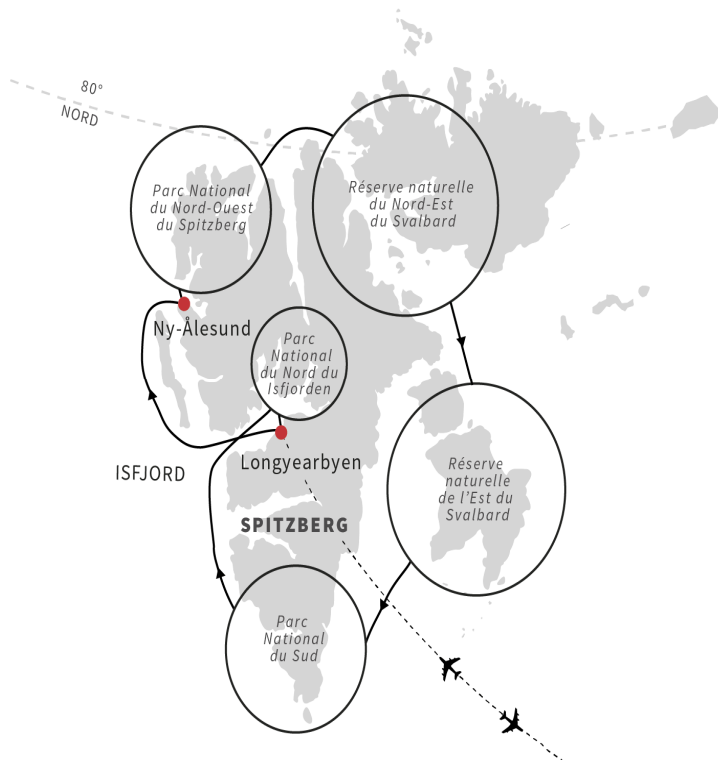 80°
NORD
Parc National
du Nord-Ouest
du Spitzberg
Réserve naturelle
du Nord-Est
du Svalbard
Ny-Ålesund
Parc
National
du Nord du
Isfjorden
ISFJORD
Longyearbyen
Réserve
naturelle
de l'Est du
Svalbard
SPITZBERG
Parc
National
du Sud